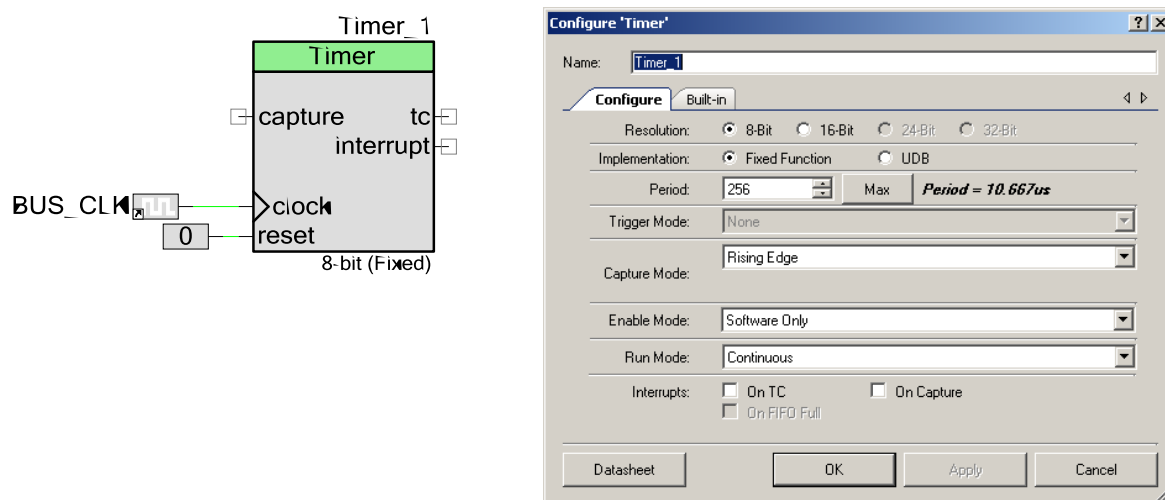 Timer_1
Timer
capture
tc
interrupt
BUS_CLK
clock
0
reset
8-bit (Fixed)
Configure 'Timer'
Name: Timer_1
Configure Built-in
Resolution: 8-Bit 16-Bit 24-Bit 32-Bit
Implementation: Fixed Function UDB
Period: 256 Max Period = 10.667us
Trigger Mode: None
Capture Mode: Rising Edge
Enable Mode: Software Only
Run Mode: Continuous
Interrupts: On TC On Capture
On FIFO Full
Datasheet OK Apply Cancel